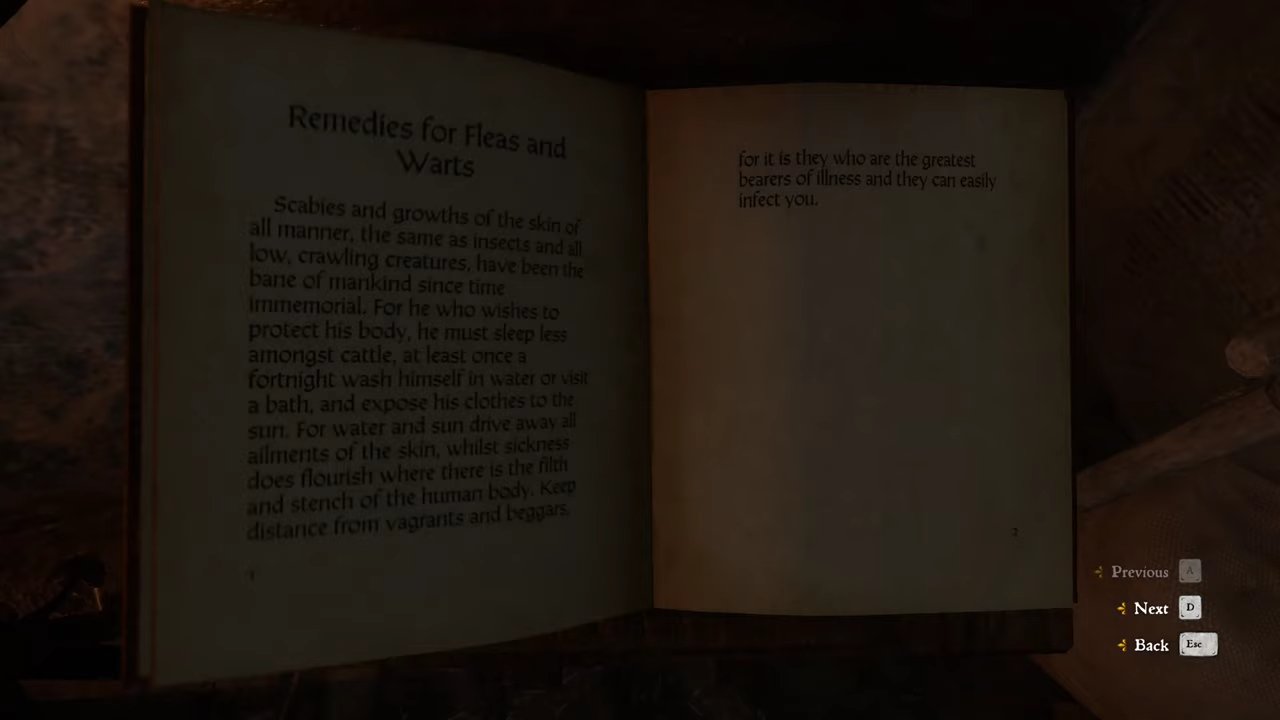 Remedies for Fleas and
Warts
Scabies and growths of the skin of
all manner, the same as insects and all
low, crawling creatures, have been the
bane of mankind since time
immemorial. For he who wishes to
protect his body, he must sleep less
amongst cattle, at least once a
fortnight wash himself in water or visit
a bath, and expose his clothes to the
sun. For water and sun drive away all
ailments of the skin, whilst sickness
does flourish where there is the filth
and stench of the human body. Keep
distance from vagrants and beggars,
1
for it is they who are the greatest
bearers of illness and they can easily
infect you.
2
Previous A
Next D
Back Esc